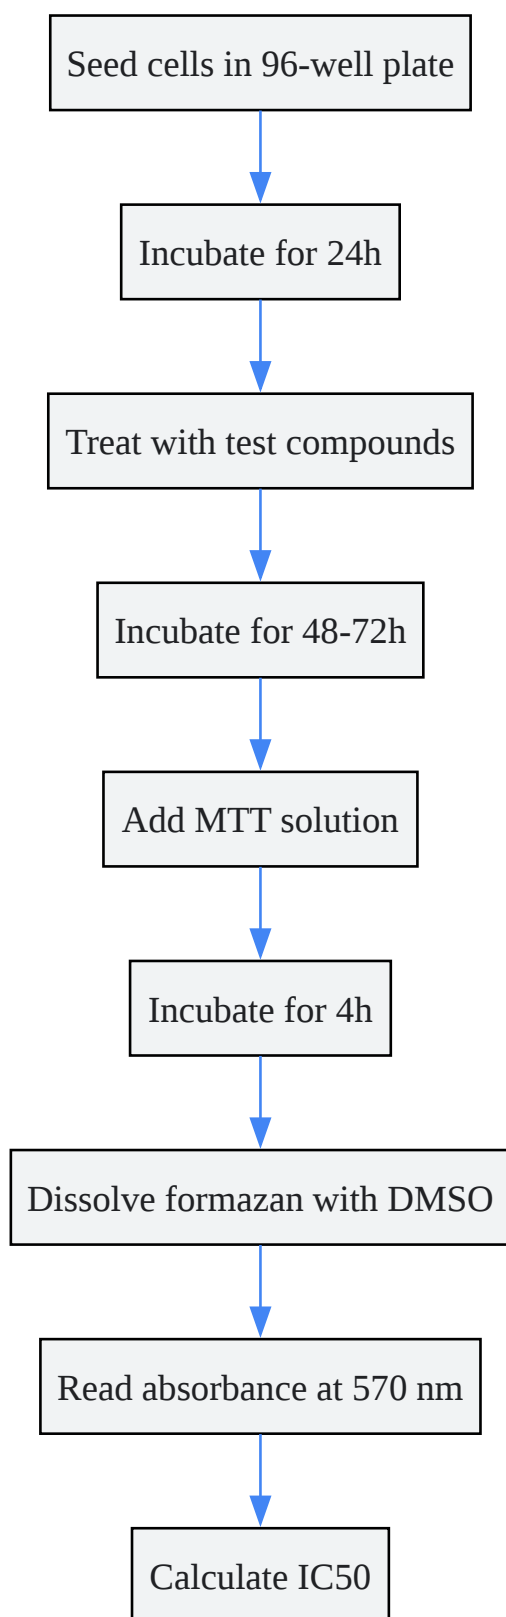 Seed cells in 96-well plate
Incubate for 24h
Treat with test compounds
Incubate for 48-72h
Add MTT solution
Incubate for 4h
Dissolve formazan with DMSO
Read absorbance at 570 nm
Calculate IC50